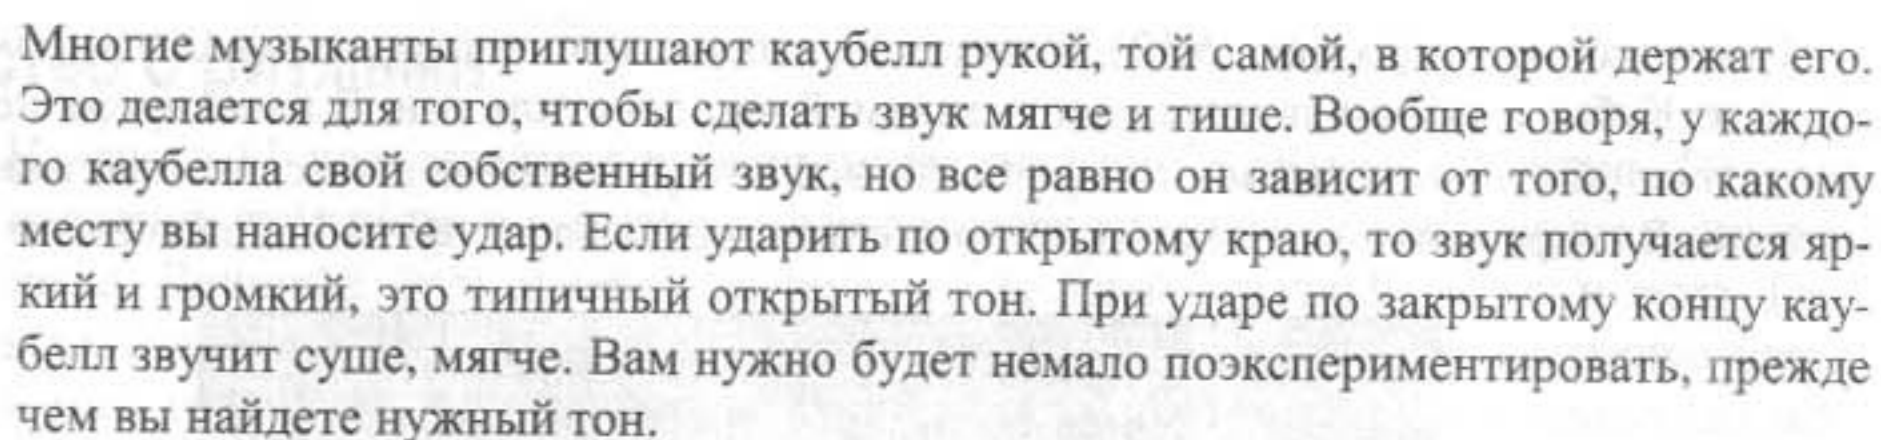 Многие музыканты приглушают каубелл рукой, той самой, в которой держат его.
Это делается для того, чтобы сделать звук мягче и тише. Вообще говоря, у каждо-
го каубелла свой собственный звук, но все равно он зависит от того, по какому
месту вы наносите удар. Если ударить по открытому краю, то звук получается яр-
кий и громкий, это типичный открытый тон. При ударе по закрытому концу кау-
белл звучит суше, мягче. Вам нужно будет немало поэкспериментировать, прежде
чем вы найдете нужный тон.